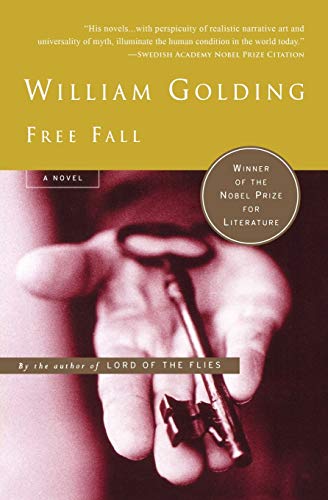 "His novels...with perspicuity of realistic narrative art and
universality of myth, illuminate the human condition in the world today."
—SWEDISH ACADEMY NOBEL PRIZE CITATION
WILLIAM GOLDING
FREE FALL
A NOVEL
WINNER
OF THE
NOBEL PRIZE
FOR
LITERATURE
By the author of LORD OF THE FLIES